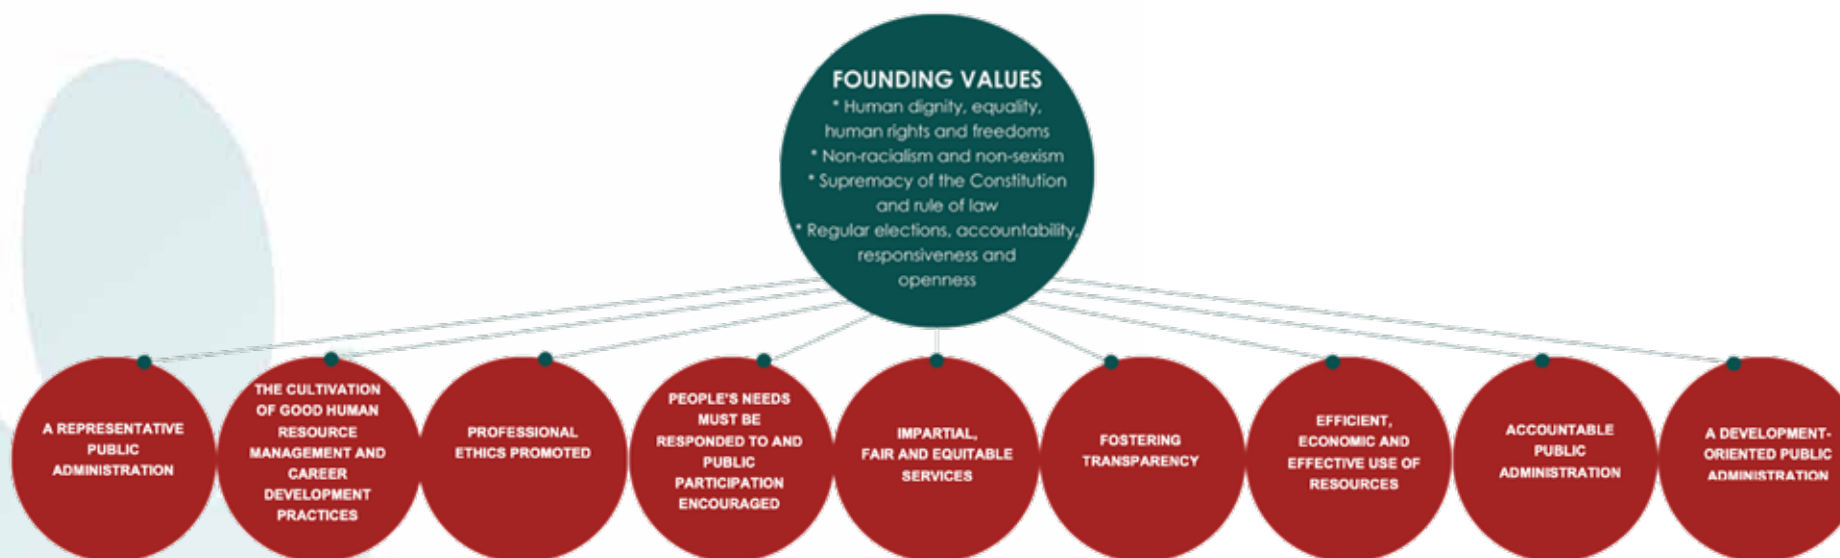 FOUNDING VALUES
* Human dignity, equality,
human rights and freedoms
* Non-racialism and non-sexism
* Supremacy of the Constitution
and rule of law
* Regular elections, accountability,
responsiveness and
openness
A REPRESENTATIVE
PUBLIC
ADMINISTRATION
THE CULTIVATION
OF GOOD HUMAN
RESOURCE
MANAGEMENT AND
CAREER
DEVELOPMENT
PRACTICES
PROFESSIONAL
ETHICS PROMOTED
PEOPLE'S NEEDS
MUST BE
RESPONDED TO AND
PUBLIC
PARTICIPATION
ENCOURAGED
IMPARTIAL,
FAIR AND EQUITABLE
SERVICES
FOSTERING
TRANSPARENCY
EFFICIENT,
ECONOMIC AND
EFFECTIVE USE OF
RESOURCES
ACCOUNTABLE
PUBLIC
ADMINISTRATION
A DEVELOPMENT-
ORIENTED PUBLIC
ADMINISTRATION